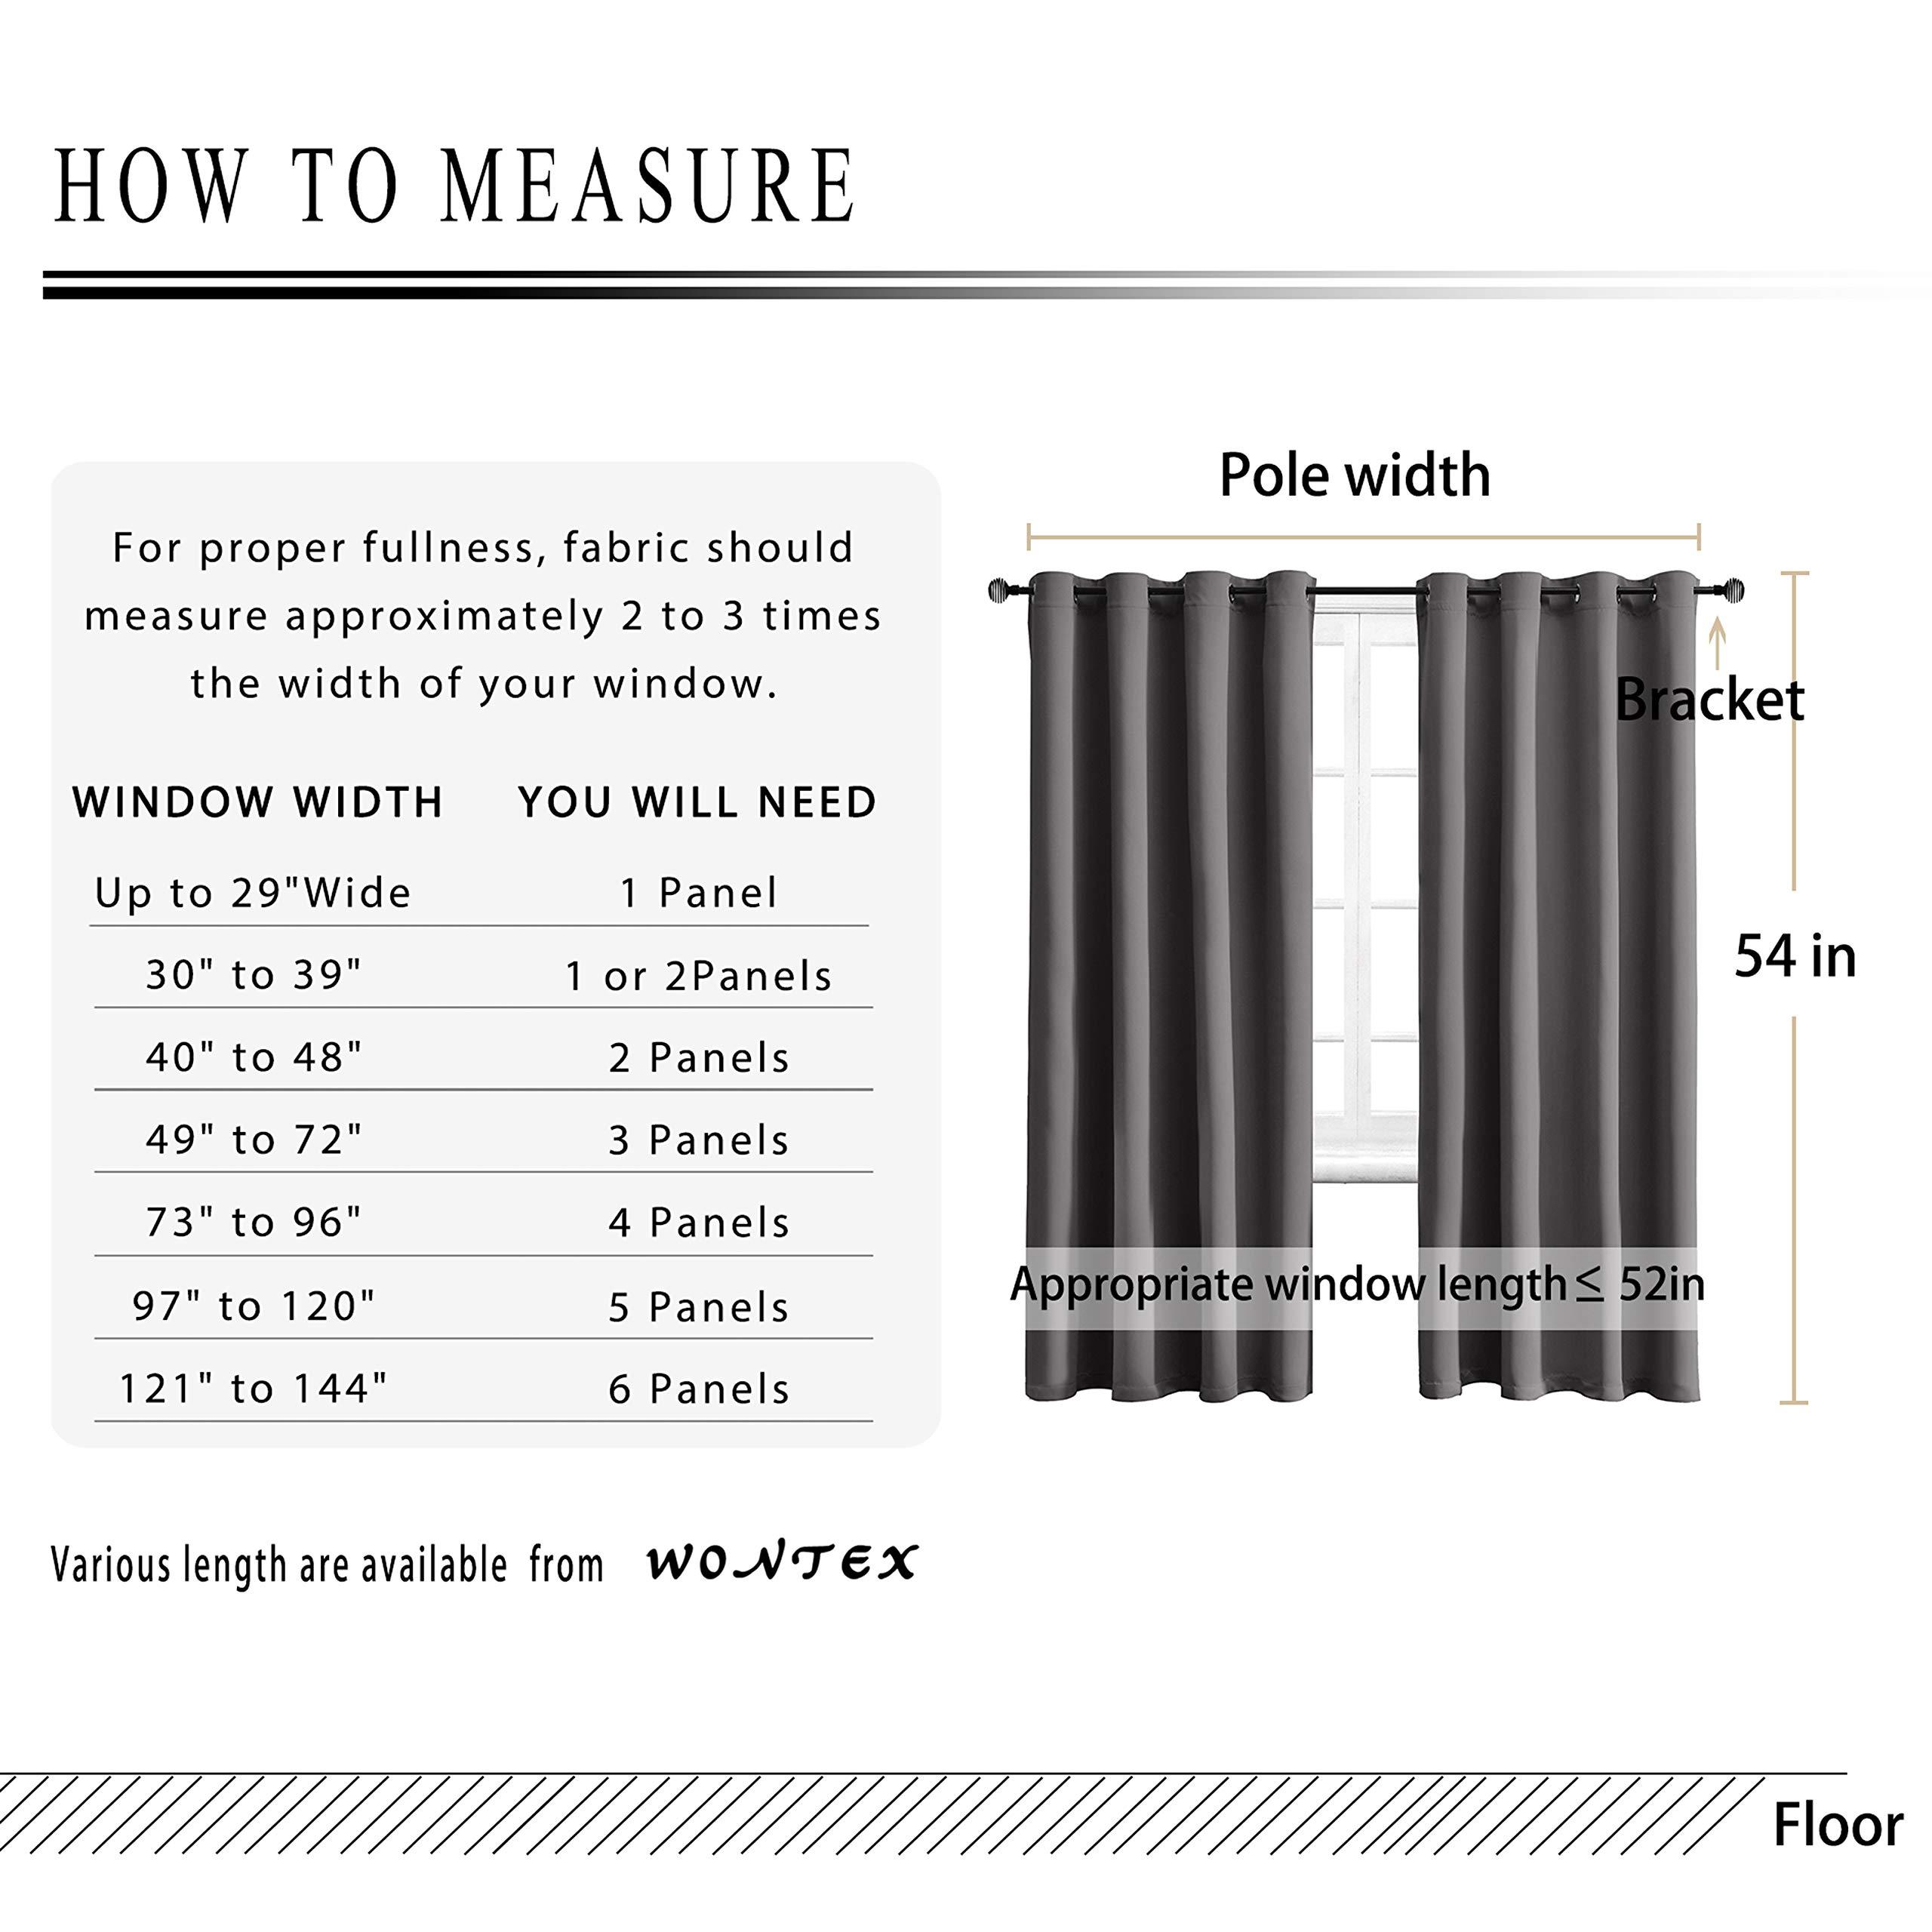 HOW TO MEASURE
For proper fullness, fabric should
measure approximately 2 to 3 times
the width of your window.
WINDOW WIDTH YOU WILL NEED
Up to 29"Wide 1 Panel
30" to 39" 1 or 2Panels
40" to 48" 2 Panels
49" to 72" 3 Panels
73" to 96" 4 Panels
97" to 120" 5 Panels
121" to 144" 6 Panels
Various length are available from WONTEX
Pole width
Bracket
54 in
Appropriate window length≤ 52in
Floor